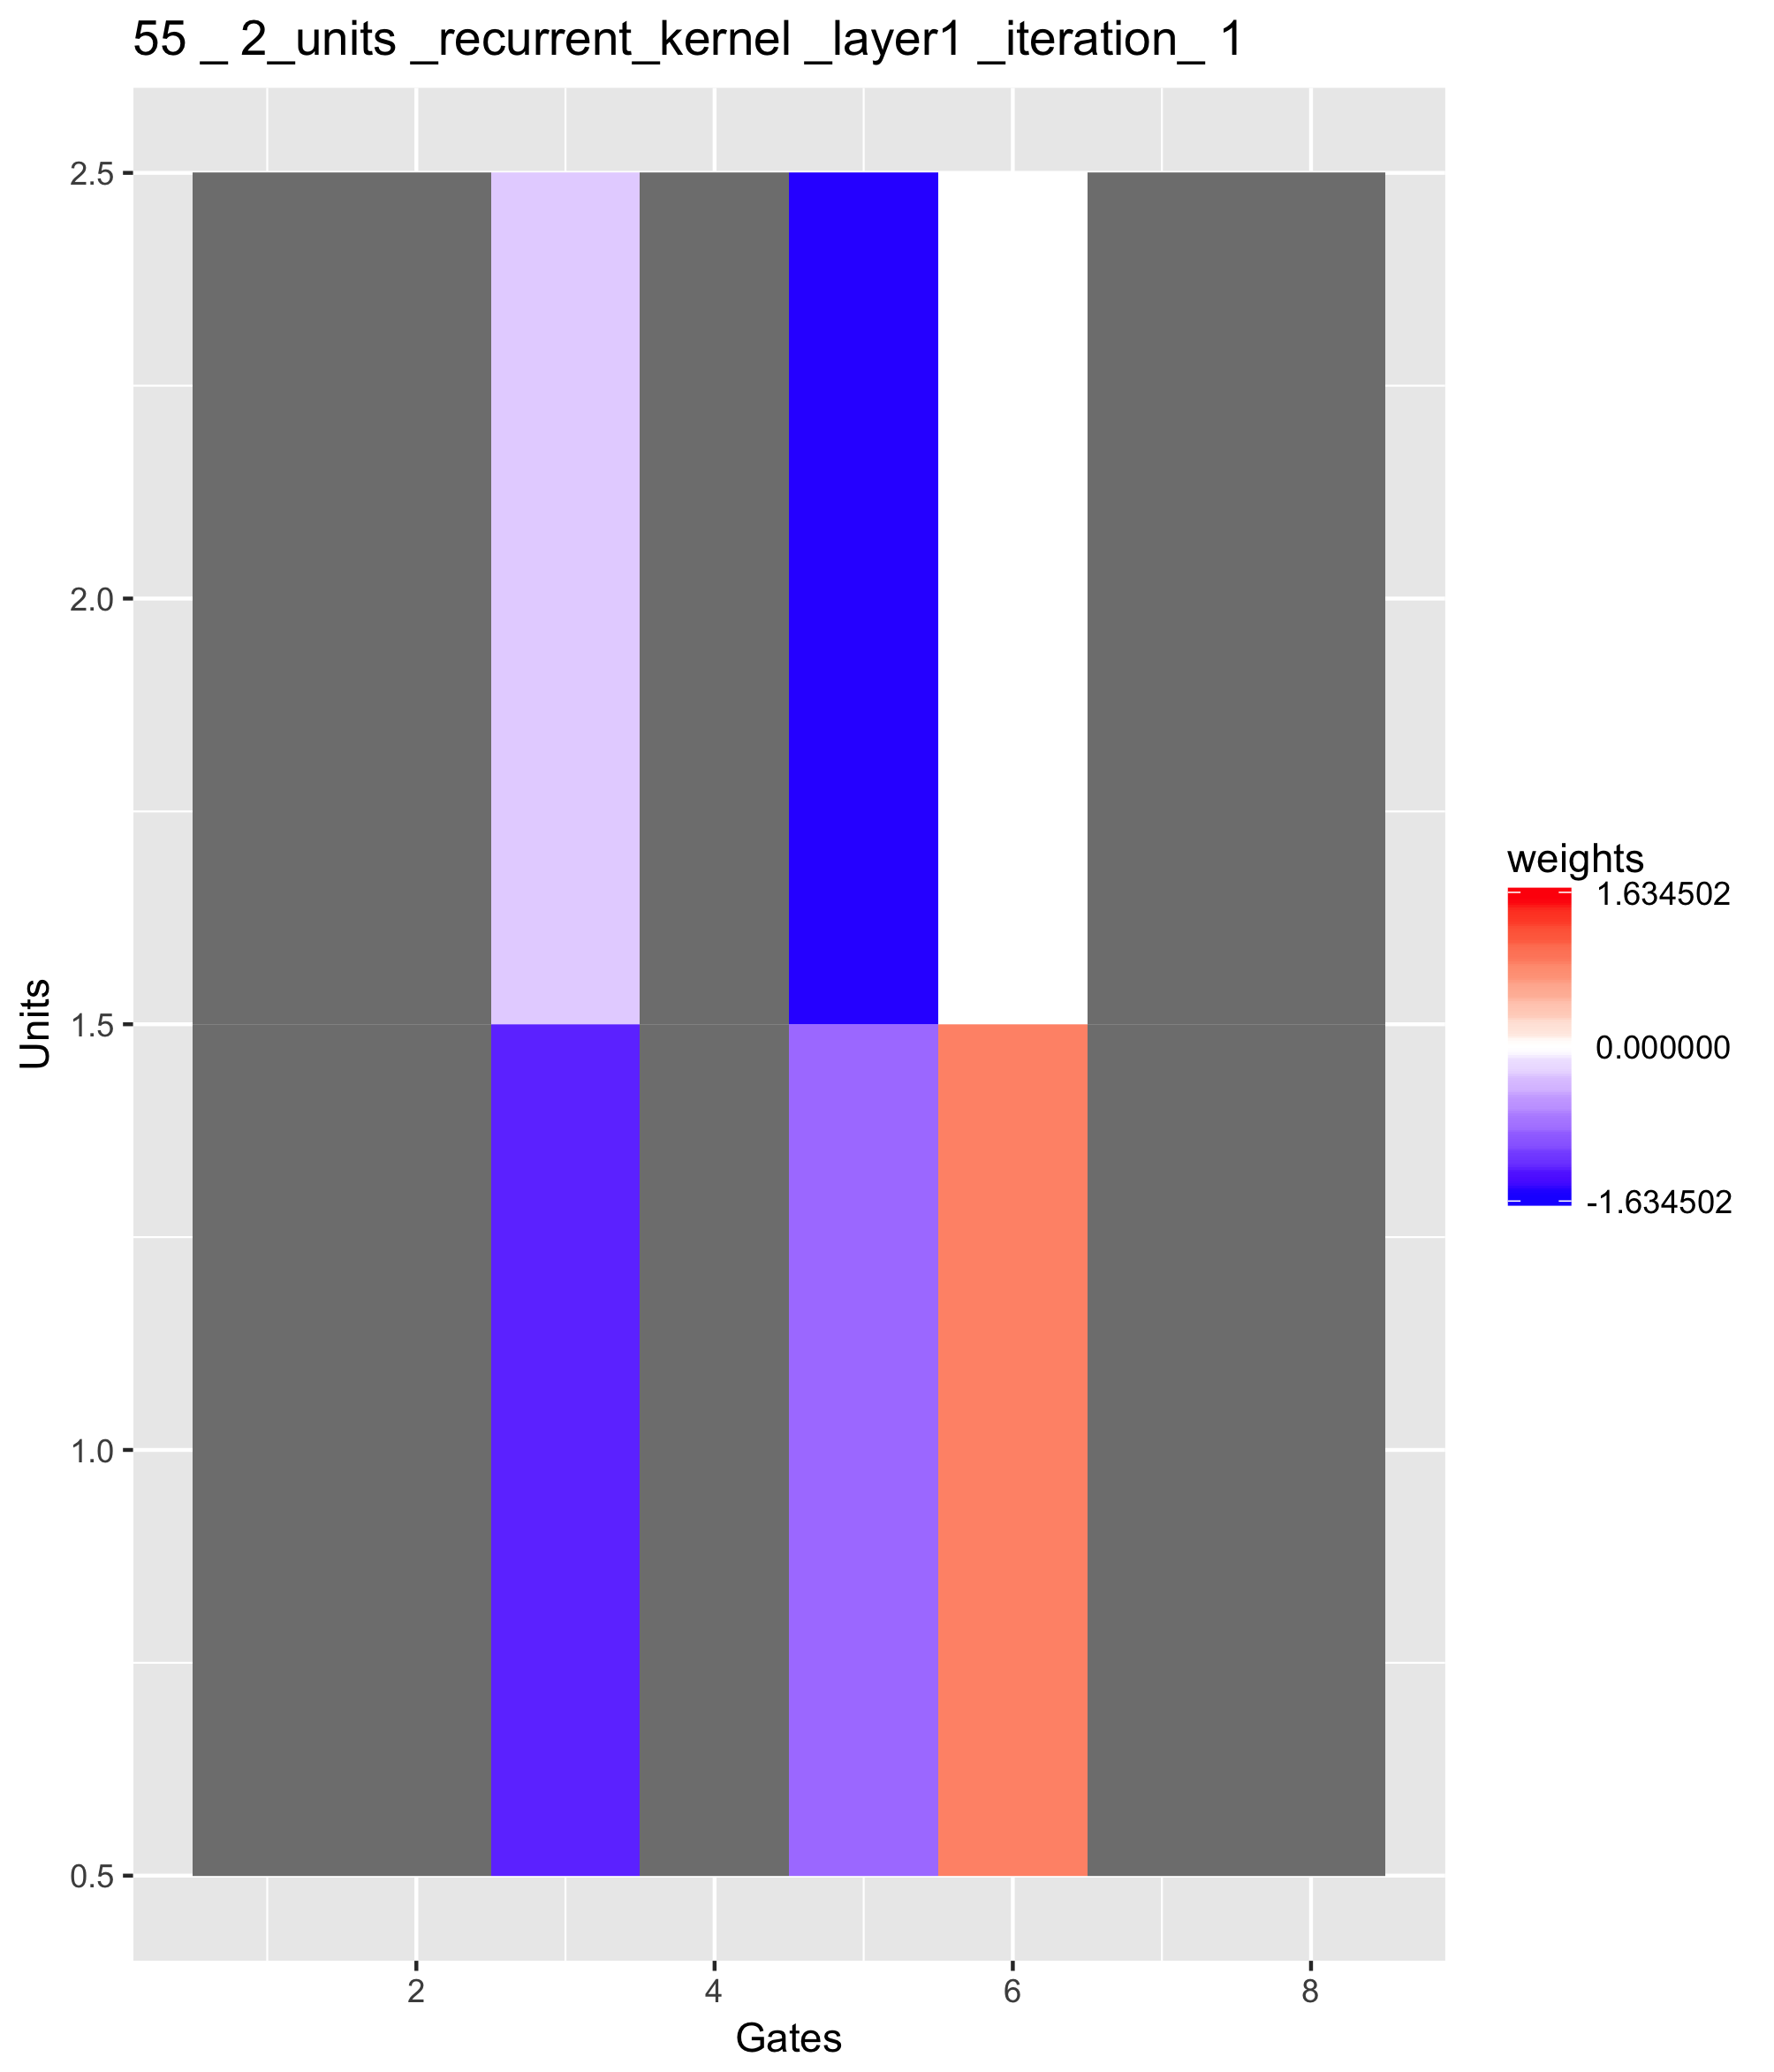 55 _ 2_units _recurrent_kernel _layer1 _iteration_ 1
2.5
2.0
1.5
1.0
0.5
Units
2 4 6 8
Gates
weights
1.634502
0.000000
-1.634502